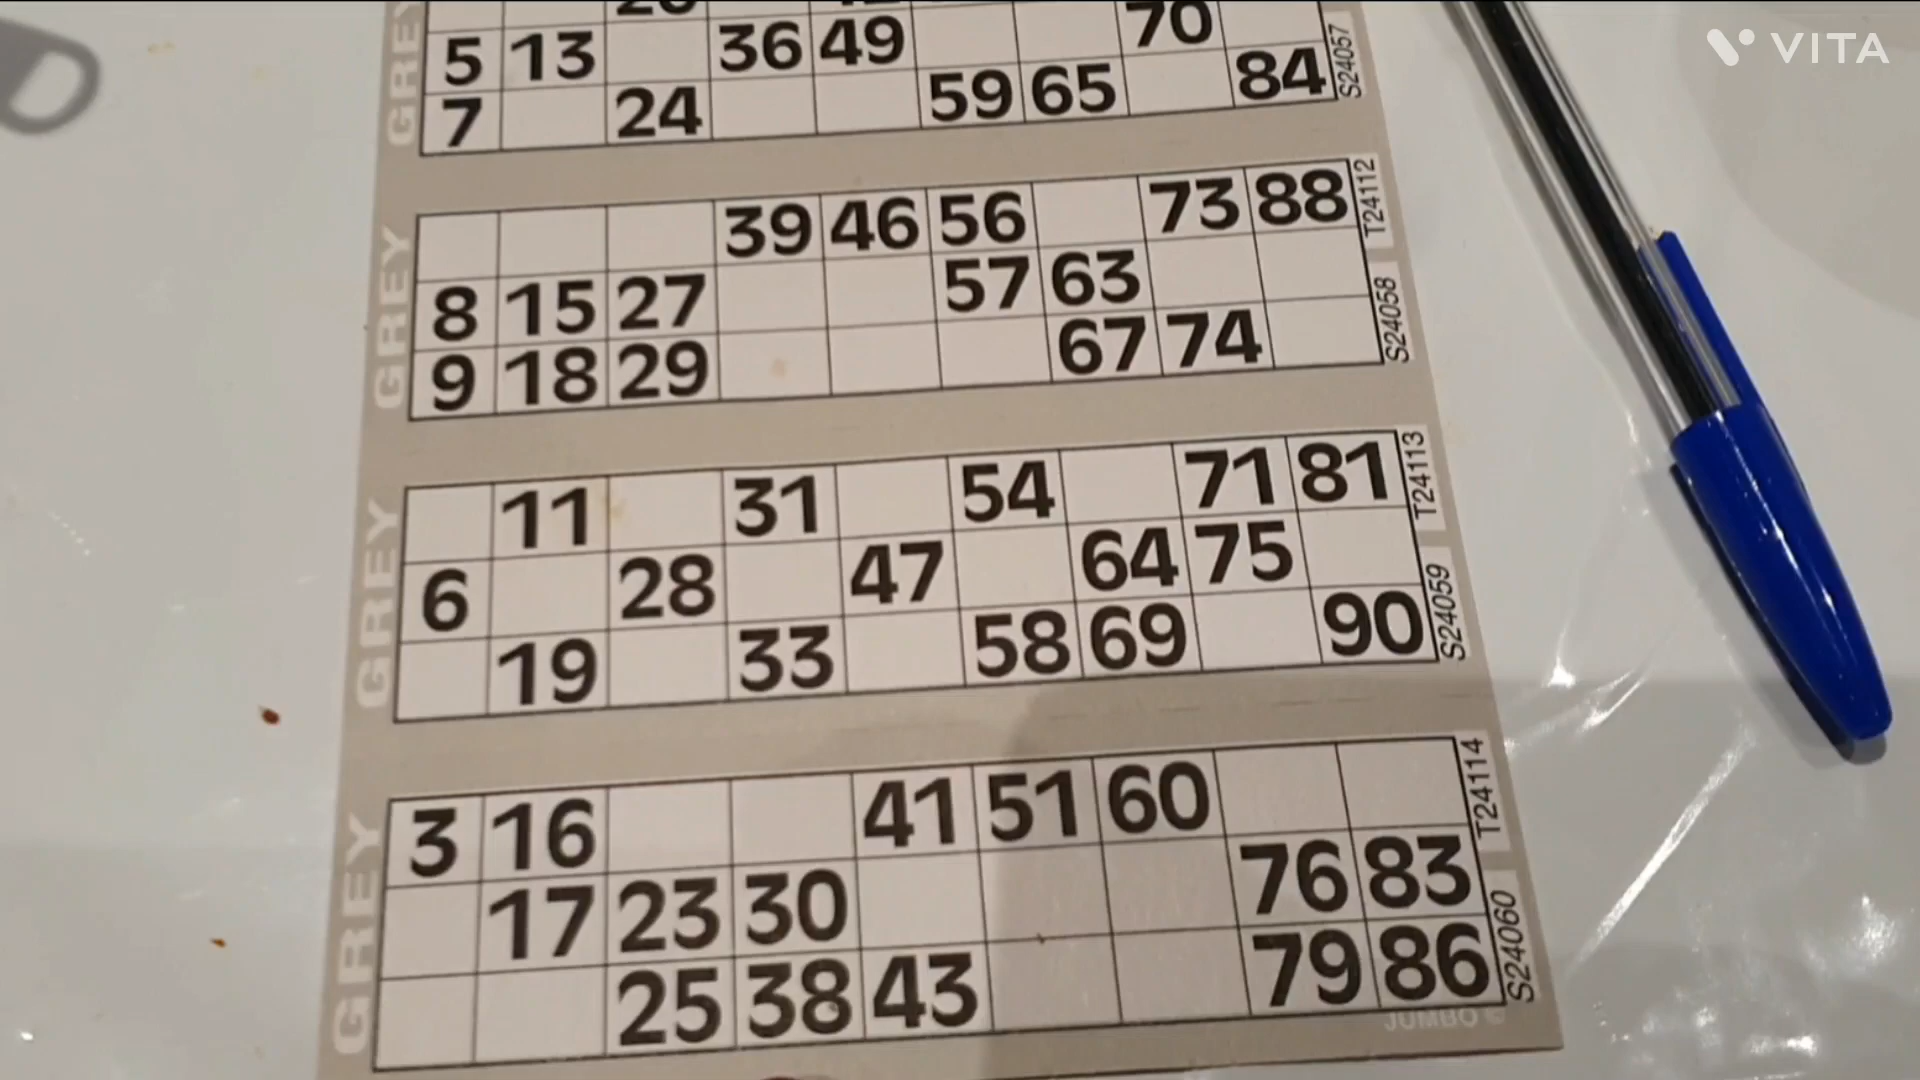 VITA
GREY
5 13 36 49 70
7 24 59 65 84
S24057
GREY
39 46 56 73 88
8 15 27 57 63
9 18 29 67 74
T24112
S24058
GREY
11 31 54 71 81
6 28 47 64 75
19 33 58 69 90
T24113
S24059
GREY
3 16 41 51 60
17 23 30 76 83
25 38 43 79 86
T24114
S24060
JUMBO ©